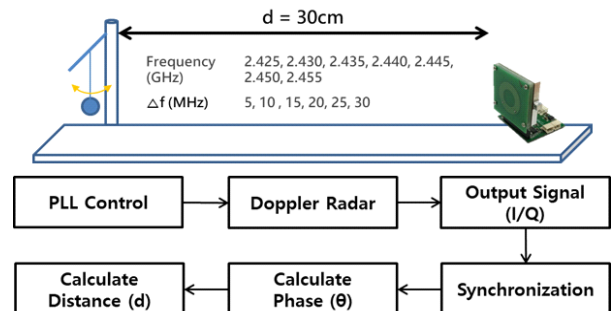 d = 30cm
Frequency 2.425, 2.430, 2.435, 2.440, 2.445,
(GHz) 2.450, 2.455
△f (MHz) 5, 10 , 15, 20, 25, 30
PLL Control
Doppler Radar
Output Signal
(I/Q)
Calculate
Distance (d)
Calculate
Phase (θ)
Synchronization